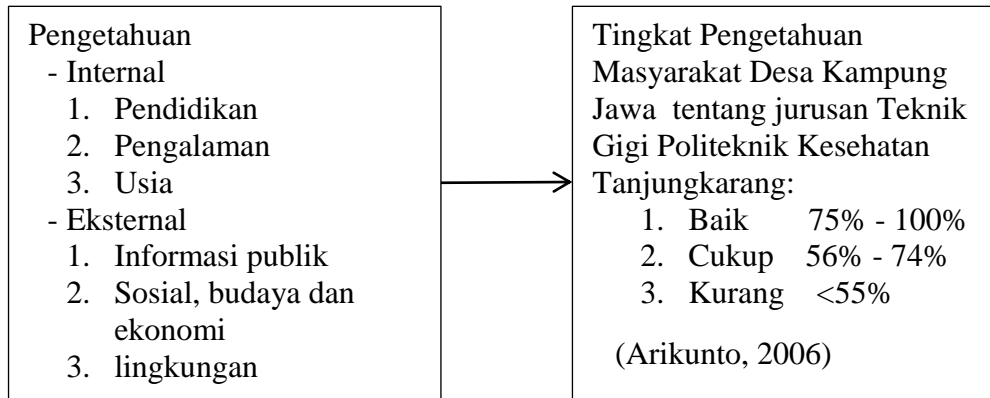 Pengetahuan
- Internal
1. Pendidikan
2. Pengalaman
3. Usia
- Eksternal
1. Informasi publik
2. Sosial, budaya dan
ekonomi
3. lingkungan
Tingkat Pengetahuan
Masyarakat Desa Kampung
Jawa tentang jurusan Teknik
Gigi Politeknik Kesehatan
Tanjungkarang:
1. Baik 75% - 100%
2. Cukup 56% - 74%
3. Kurang <55%
(Arikunto, 2006)